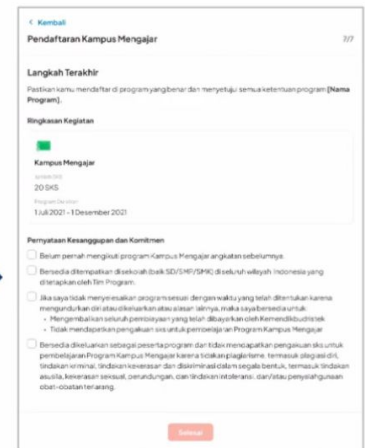 Kembali
Pendaftaran Kampus Mengajar 7/7
Langkah Terakhir
Pastikan kamu mendaftar di program yang benar dan menyetujui semua ketentuan program [Nama
Program].
Ringkasan Kegiatan
Kampus Mengajar
20 SKS
1 Juli 2021 - 1 Desember 2021
Pernyataan Kesanggupan dan Komitmen
Belum pernah mengikuti program Kampus Mengajar angkatan sebelumnya.
Bersedia ditempatkan di sekolah (baik SD/SMP/SMK) di seluruh wilayah Indonesia yang
ditetapkan oleh Tim Program.
Jika saya tidak menyelesaikan program sesuai dengan waktu yang telah ditentukan karena
mengundurkan diri atau dikeluarkan atau alasan lainnya, maka saya bersedia untuk:
• Mengembalikan seluruh pembiayaan yang telah dibayarkan oleh Kemendikbudristek
• Tidak mendapatkan pengakuan sks untuk pembelajaran Program Kampus Mengajar
Bersedia dikeluarkan sebagai peserta program dan tidak mendapatkan pengakuan sks untuk
pembelajaran Program Kampus Mengajar karena tindakan plagiarisme, termasuk plagiasi diri,
tindakan kriminal, tindakan kekerasan dan diskriminasi dalam segala bentuk, termasuk tindakan
asusila, kekerasan seksual, perundungan, dan tindakan intoleransi, dan/atau penyalahgunaan
obat-obatan terlarang.
Selesai